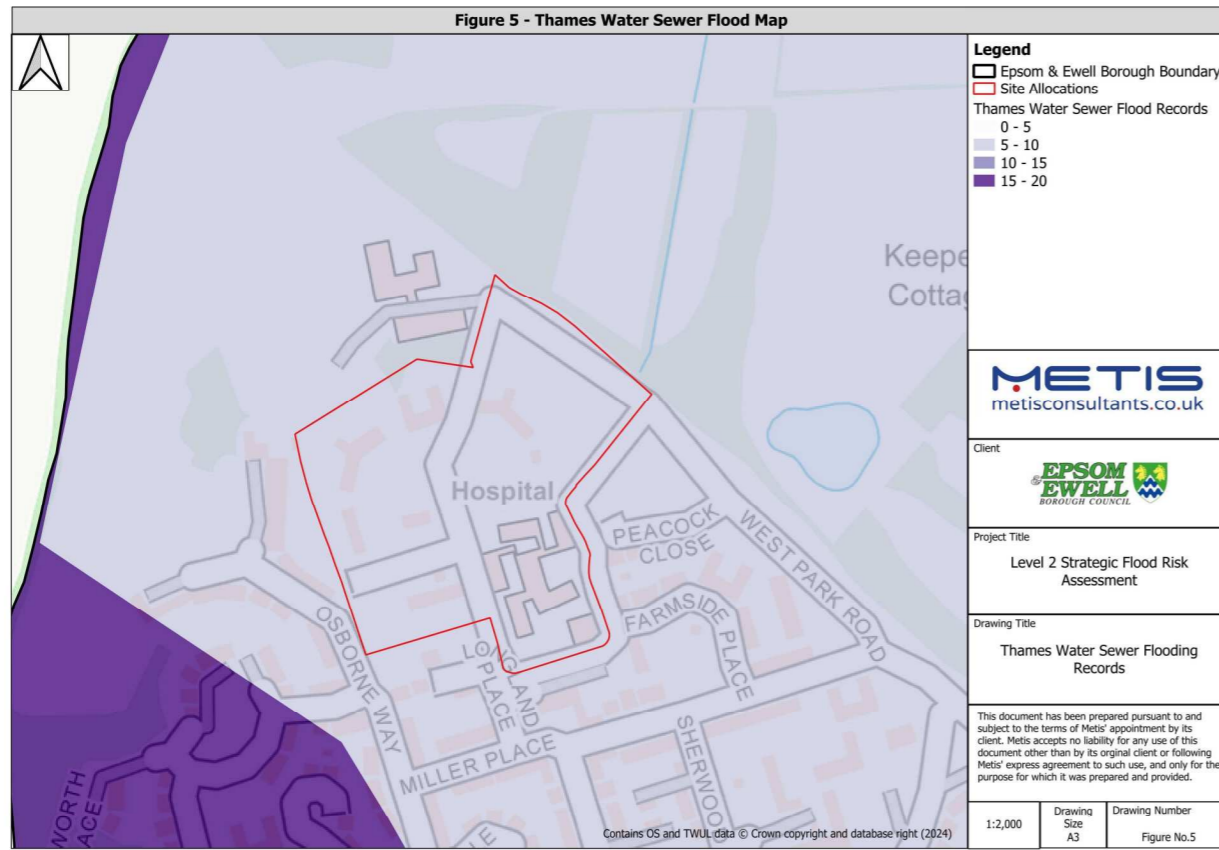 Figure 5 - Thames Water Sewer Flood Map
Legend
Epsom & Ewell Borough Boundary
Site Allocations
Thames Water Sewer Flood Records
0 - 5
5 - 10
10 - 15
15 - 20
Keepe
Cottag
Hospital
PEACOCK
CLOSE
WEST PARK ROAD
FARMSIDE PLACE
OSBORNE WAY
PLACE
MILLER PLACE
SHERWOO
WORTH
ACE
LE
Contains OS and TWUL data © Crown copyright and database right (2024)
METIS
metisconsultants.co.uk
Client
EPSOM
& EWELL
BOROUGH COUNCIL
Project Title
Level 2 Strategic Flood Risk
Assessment
Drawing Title
Thames Water Sewer Flooding
Records
This document has been prepared pursuant to and
subject to the terms of Metis' appointment by its
client. Metis accepts no liability for any use of this
document other than by its orginal client or following
Metis' express agreement to such use, and only for the
purpose for which it was prepared and provided.
1:2,000
Drawing
Size
A3
Drawing Number
Figure No.5